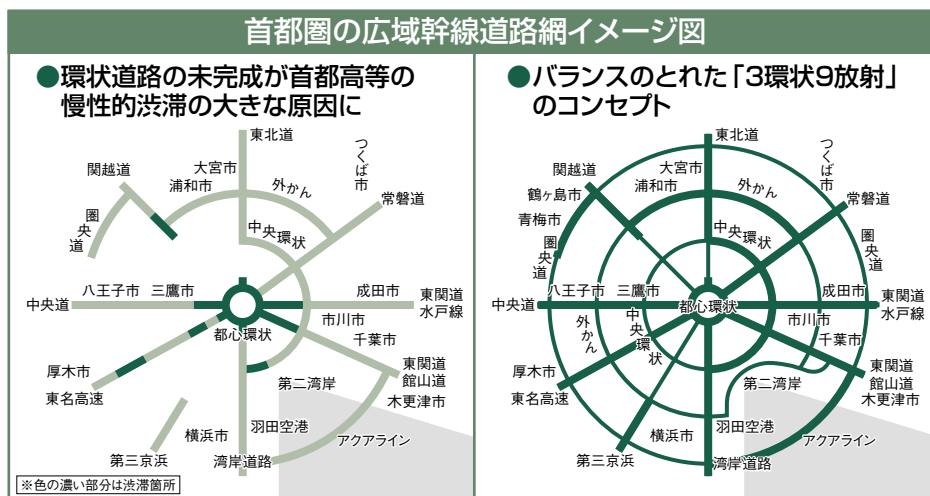 首都圏の広域幹線道路網イメージ図
●環状道路の未完成が首都高等の
慢性的渋滞の大きな原因に
東北道
つくば市
関越道
大宮市
浦和市
外かん
常磐道
圏央道
中央環状
中央道
八王子市
三鷹市
成田市
東関道
水戸線
都心環状
市川市
千葉市
厚木市
東名高速
東関道
館山道
木更津市
第二湾岸
横浜市
羽田空港
アクアライン
第三京浜
湾岸道路
※色の濃い部分は渋滞箇所
●バランスのとれた「3環状9放射」
のコンセプト
東北道
つくば市
関越道
大宮市
鶴ヶ島市
浦和市
外かん
常磐道
青梅市
圏央道
中央環状
圏央道
中央道
八王子市
三鷹市
成田市
東関道
水戸線
都心環状
外かん
中央環状
市川市
千葉市
厚木市
東名高速
東関道
館山道
木更津市
第二湾岸
横浜市
羽田空港
アクアライン
第三京浜
湾岸道路